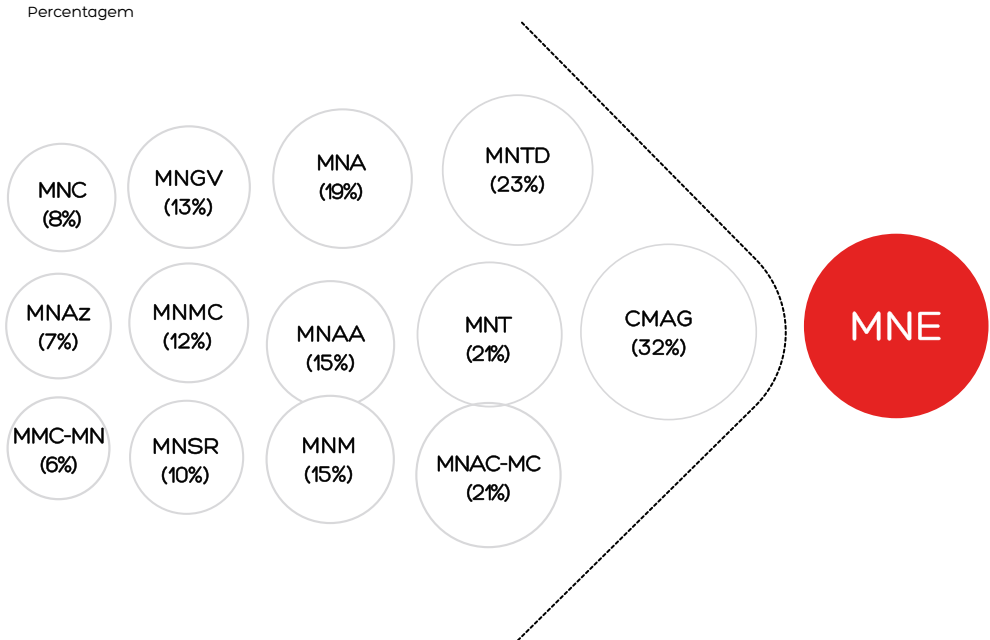 Percentagem
MNC
(8%)
MNGV
(13%)
MNA
(19%)
MNTD
(23%)
MNAz
(7%)
MNMC
(12%)
MNAA
(15%)
MNT
(21%)
CMAG
(32%)
MNE
MMC-MN
(6%)
MNSR
(10%)
MNM
(15%)
MNAC-MC
(21%)